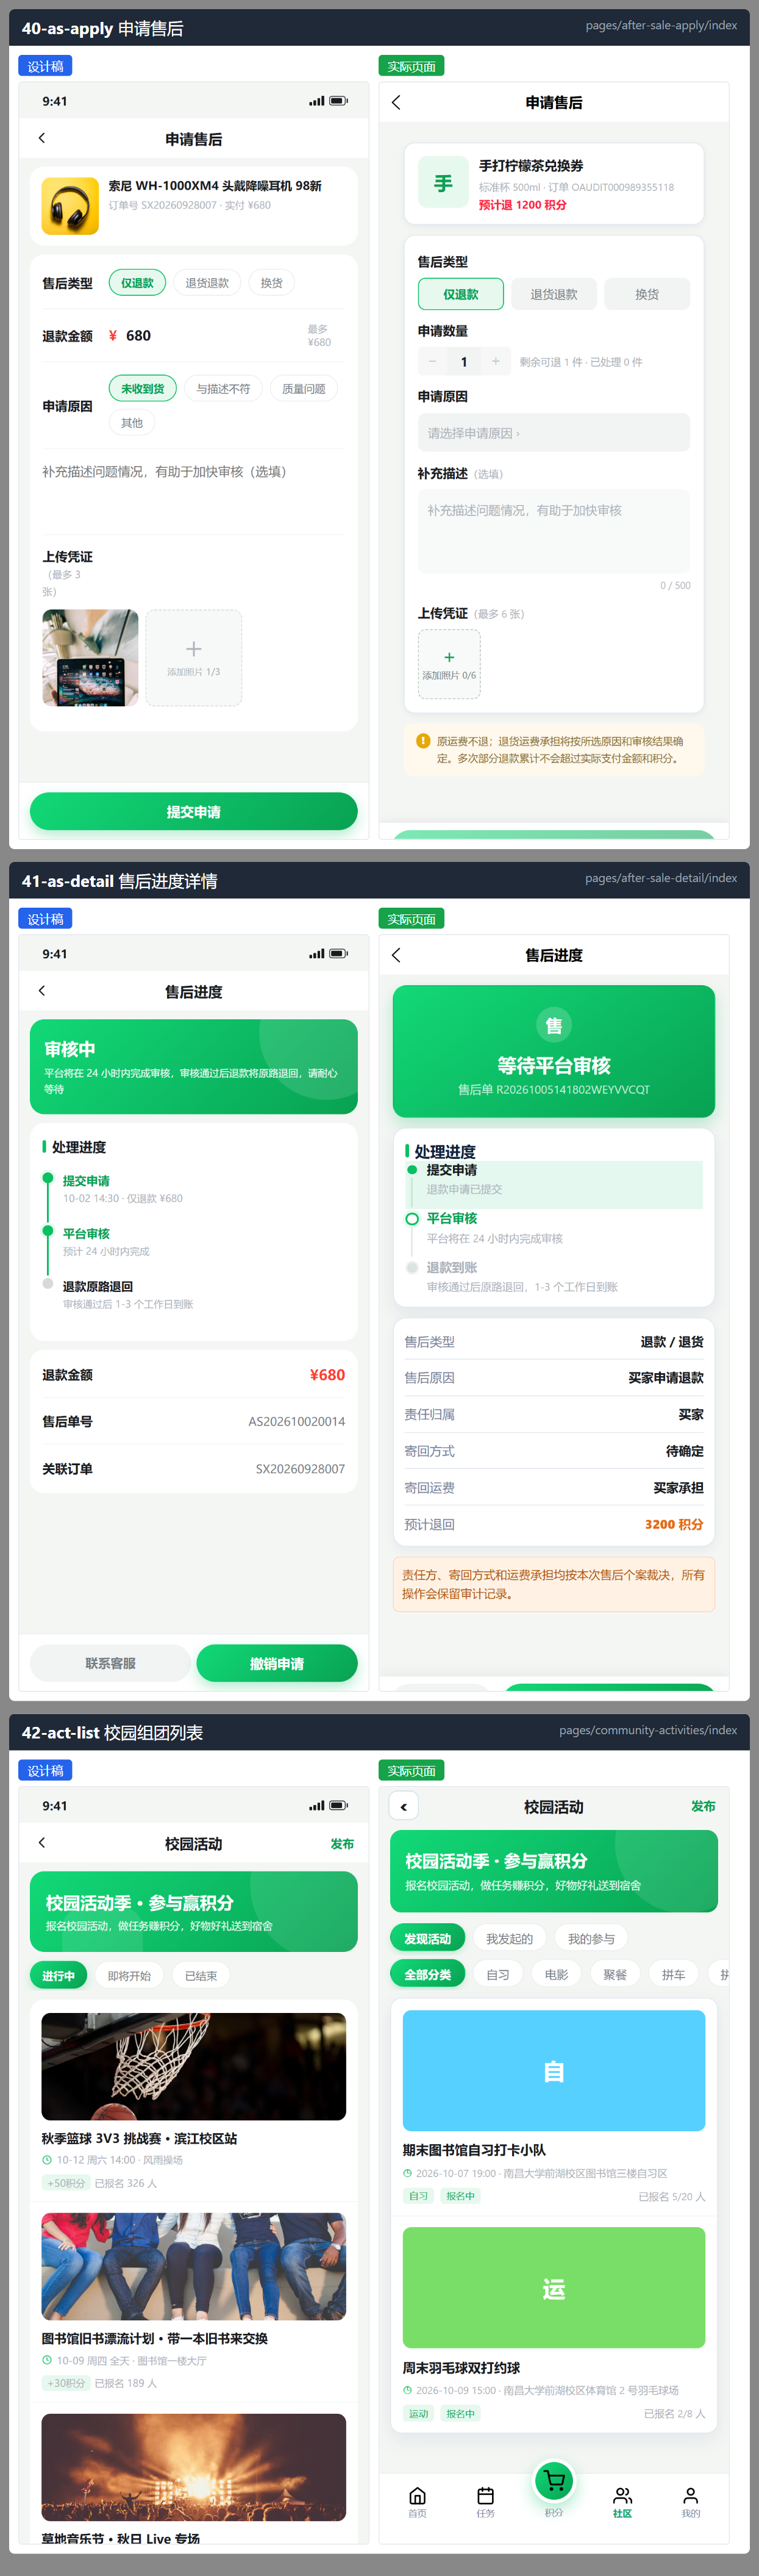 40-as-apply 申请售后
pages/after-sale-apply/index
设计稿
9:41
申请售后
索尼 WH-1000XM4 头戴降噪耳机 98新
订单号 SX20260928007 · 实付 ¥680
售后类型
仅退款
退货退款
换货
退款金额
¥ 680
最多
¥680
申请原因
未收到货
与描述不符
质量问题
其他
补充描述问题情况，有助于加快审核（选填）
上传凭证
（最多 3
张）
添加照片 1/3
提交申请
实际页面
申请售后
手
手打柠檬茶兑换券
标准杯 500ml · 订单 OAUDIT000989355118
预计退 1200 积分
售后类型
仅退款
退货退款
换货
申请数量
−
1
+
剩余可退 1 件 · 已处理 0 件
申请原因
请选择申请原因 ›
补充描述（选填）
补充描述问题情况，有助于加快审核
0 / 500
上传凭证（最多 6 张）
添加照片 0/6
原运费不退；退货运费承担将按所选原因和审核结果确
定。多次部分退款累计不会超过实际支付金额和积分。
41-as-detail 售后进度详情
pages/after-sale-detail/index
设计稿
9:41
售后进度
审核中
平台将在 24 小时内完成审核，审核通过后退款将原路退回，请耐心
等待
处理进度
提交申请
10-02 14:30 · 仅退款 ¥680
平台审核
预计 24 小时内完成
退款原路退回
审核通过后 1-3 个工作日到账
退款金额
¥680
售后单号
AS202610020014
关联订单
SX20260928007
联系客服
撤销申请
实际页面
售后进度
售
等待平台审核
售后单 R20261005141802WEYVVCQT
处理进度
提交申请
退款申请已提交
平台审核
平台将在 24 小时内完成审核
退款到账
审核通过后原路退回，1-3 个工作日到账
售后类型
退款 / 退货
售后原因
买家申请退款
责任归属
买家
寄回方式
待确定
寄回运费
买家承担
预计退回
3200 积分
责任方、寄回方式和运费承担均按本次售后个案裁决，所有
操作会保留审计记录。
42-act-list 校园组团列表
pages/community-activities/index
设计稿
9:41
校园活动
发布
校园活动季 · 参与赢积分
报名校园活动，做任务赚积分，好物好礼送到宿舍
进行中
即将开始
已结束
秋季篮球 3V3 挑战赛 · 滨江校区站
10-12 周六 14:00 · 风雨操场
+50积分
已报名 326 人
图书馆旧书漂流计划 · 带一本旧书来交换
10-09 周四 全天 · 图书馆一楼大厅
+30积分
已报名 189 人
草地音乐节 · 秋日 Live 专场
实际页面
校园活动
发布
校园活动季 · 参与赢积分
报名校园活动，做任务赚积分，好物好礼送到宿舍
发现活动
我发起的
我的参与
全部分类
自习
电影
聚餐
拼车
自
期末图书馆自习打卡小队
2026-10-07 19:00 · 南昌大学前湖校区图书馆三楼自习区
自习
报名中
已报名 5/20 人
运
周末羽毛球双打约球
2026-10-09 15:00 · 南昌大学前湖校区体育馆 2 号羽毛球场
运动
报名中
已报名 2/8 人
首页
任务
积分
社区
我的